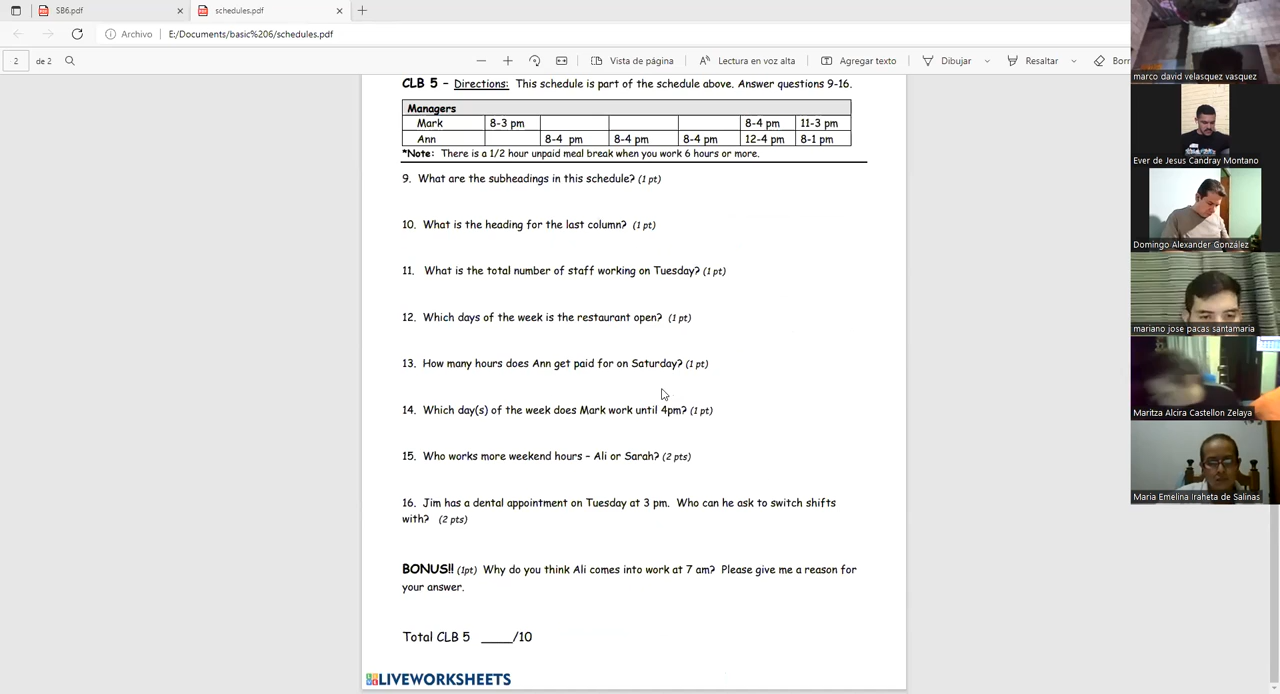 SB6.pdf
schedules.pdf
Archivo
E:/Documents/basic%206/schedules.pdf
2
de 2
Vista de página
Lectura en voz alta
Agregar texto
Dibujar
Resaltar
Borr
CLB 5 – Directions: This schedule is part of the schedule above. Answer questions 9-16.
Managers
Mark 8-3 pm 8-4 pm 11-3 pm
Ann 8-4 pm 8-4 pm 8-4 pm 12-4 pm 8-1 pm
*Note: There is a 1/2 hour unpaid meal break when you work 6 hours or more.
9. What are the subheadings in this schedule? (1 pt)
10. What is the heading for the last column? (1 pt)
11. What is the total number of staff working on Tuesday? (1 pt)
12. Which days of the week is the restaurant open? (1 pt)
13. How many hours does Ann get paid for on Saturday? (1 pt)
14. Which day(s) of the week does Mark work until 4pm? (1 pt)
15. Who works more weekend hours – Ali or Sarah? (2 pts)
16. Jim has a dental appointment on Tuesday at 3 pm. Who can he ask to switch shifts
with? (2 pts)
BONUS!! (1pt) Why do you think Ali comes into work at 7 am? Please give me a reason for
your answer.
Total CLB 5 ____/10
LIVEWORKSHEETS
marco david velasquez vasquez
Ever de Jesus Candray Montano
Domingo Alexander González
mariano jose pacas santamaria
Maritza Alcira Castellon Zelaya
Maria Emelina Iraheta de Salinas